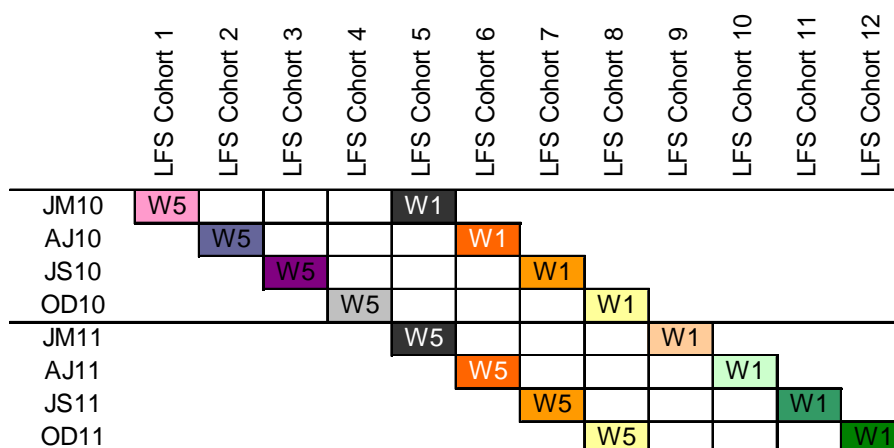 LFS Cohort 1 LFS Cohort 2 LFS Cohort 3 LFS Cohort 4 LFS Cohort 5 LFS Cohort 6 LFS Cohort 7 LFS Cohort 8 LFS Cohort 9 LFS Cohort 10 LFS Cohort 11 LFS Cohort 12
JM10 W5 W1
AJ10 W5 W1
JS10 W5 W1
OD10 W5 W1
JM11 W5 W1
AJ11 W5 W1
JS11 W5 W1
OD11 W5 W1